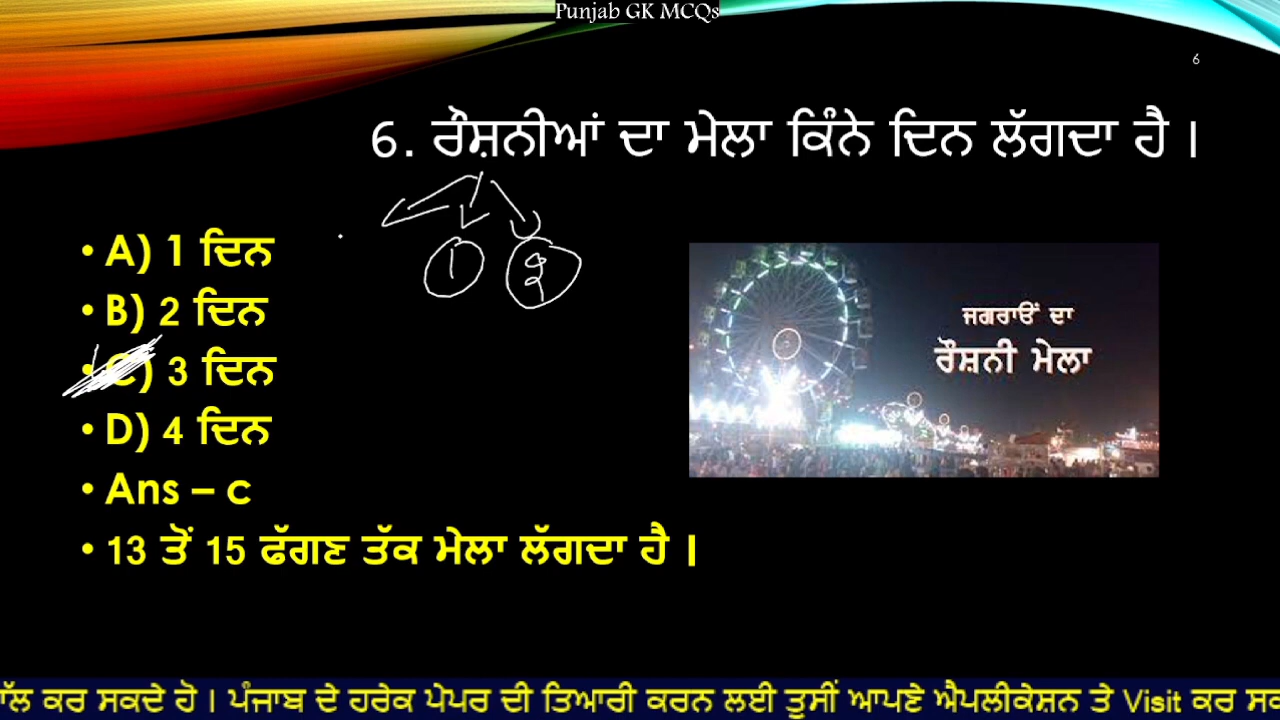 Punjab GK MCQs
6
6. ਰੌਸ਼ਨੀਆਂ ਦਾ ਮੇਲਾ ਕਿੰਨੇ ਦਿਨ ਲੱਗਦਾ ਹੈ ।
• A) 1 ਦਿਨ
• B) 2 ਦਿਨ
• C) 3 ਦਿਨ
• D) 4 ਦਿਨ
• Ans – c
• 13 ਤੋਂ 15 ਫੱਗਣ ਤੱਕ ਮੇਲਾ ਲੱਗਦਾ ਹੈ ।
ਜਗਰਾਓਂ ਦਾ
ਰੌਸ਼ਨੀ ਮੇਲਾ
ਕਰ ਸਕਦੇ ਹੋ । ਪੰਜਾਬ ਦੇ ਹਰੇਕ ਪੇਪਰ ਦੀ ਤਿਆਰੀ ਕਰਨ ਲਈ ਤੁਸੀਂ ਆਪਣੇ ਐਪਲੀਕੇਸ਼ਨ ਤੇ Visit ਕਰ